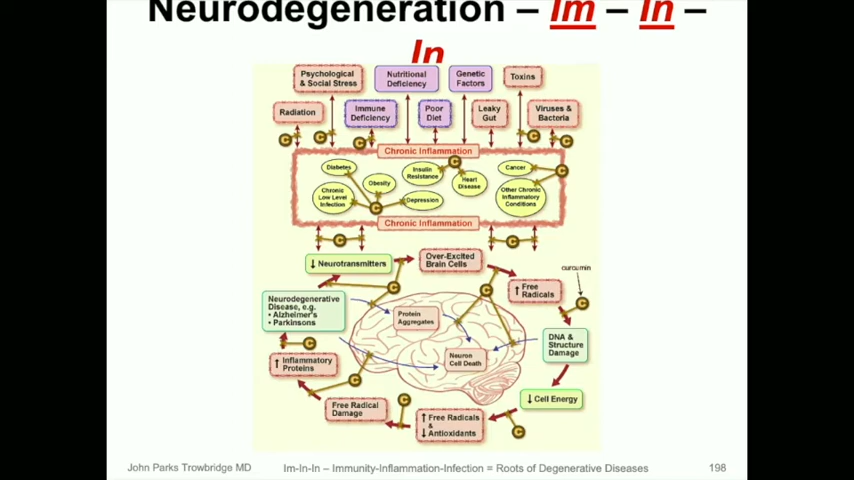 Neurodegeneration – Im – In –
In
Psychological
& Social Stress
Nutritional
Deficiency
Genetic
Factors
Toxins
Radiation
Immune
Deficiency
Poor
Diet
Leaky
Gut
Viruses &
Bacteria
C
C
C
C
C
Chronic Inflammation
C
C
Diabetes
Obesity
Insulin
Resistance
Heart
Disease
Cancer
Chronic
Low Level
Infection
C
Depression
Other Chronic
Inflammatory
Conditions
Chronic Inflammation
C
C
↓ Neurotransmitters
Over-Excited
Brain Cells
curcumin
C
C
↑ Free
Radicals
C
Neurodegenerative
Disease, e.g.
• Alzheimer's
• Parkinsons
Protein
Aggregates
DNA &
Structure
Damage
C
Neuron
Cell Death
↑ Inflammatory
Proteins
C
Free Radical
Damage
C
↓ Cell Energy
↑ Free Radicals
&
↓ Antioxidants
C
John Parks Trowbridge MD
Im-In-In – Immunity-Inflammation-Infection = Roots of Degenerative Diseases
198